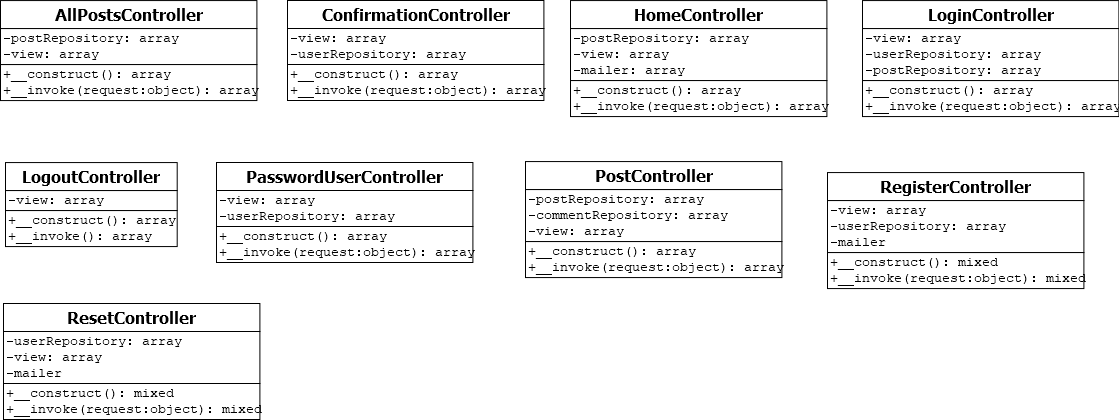 AllPostsController
-postRepository: array
-view: array
+__construct(): array
+__invoke(request:object): array
ConfirmationController
-view: array
-userRepository: array
+__construct(): array
+__invoke(request:object): array
HomeController
-postRepository: array
-view: array
-mailer: array
+__construct(): array
+__invoke(request:object): array
LoginController
-view: array
-userRepository: array
-postRepository: array
+__construct(): array
+__invoke(request:object): array
LogoutController
-view: array
+__construct(): array
+__invoke(): array
PasswordUserController
-view: array
-userRepository: array
+__construct(): array
+__invoke(request:object): array
PostController
-postRepository: array
-commentRepository: array
-view: array
+__construct(): array
+__invoke(request:object): array
RegisterController
-view: array
-userRepository: array
-mailer
+__construct(): mixed
+__invoke(request:object): mixed
ResetController
-userRepository: array
-view: array
-mailer
+__construct(): mixed
+__invoke(request:object): mixed